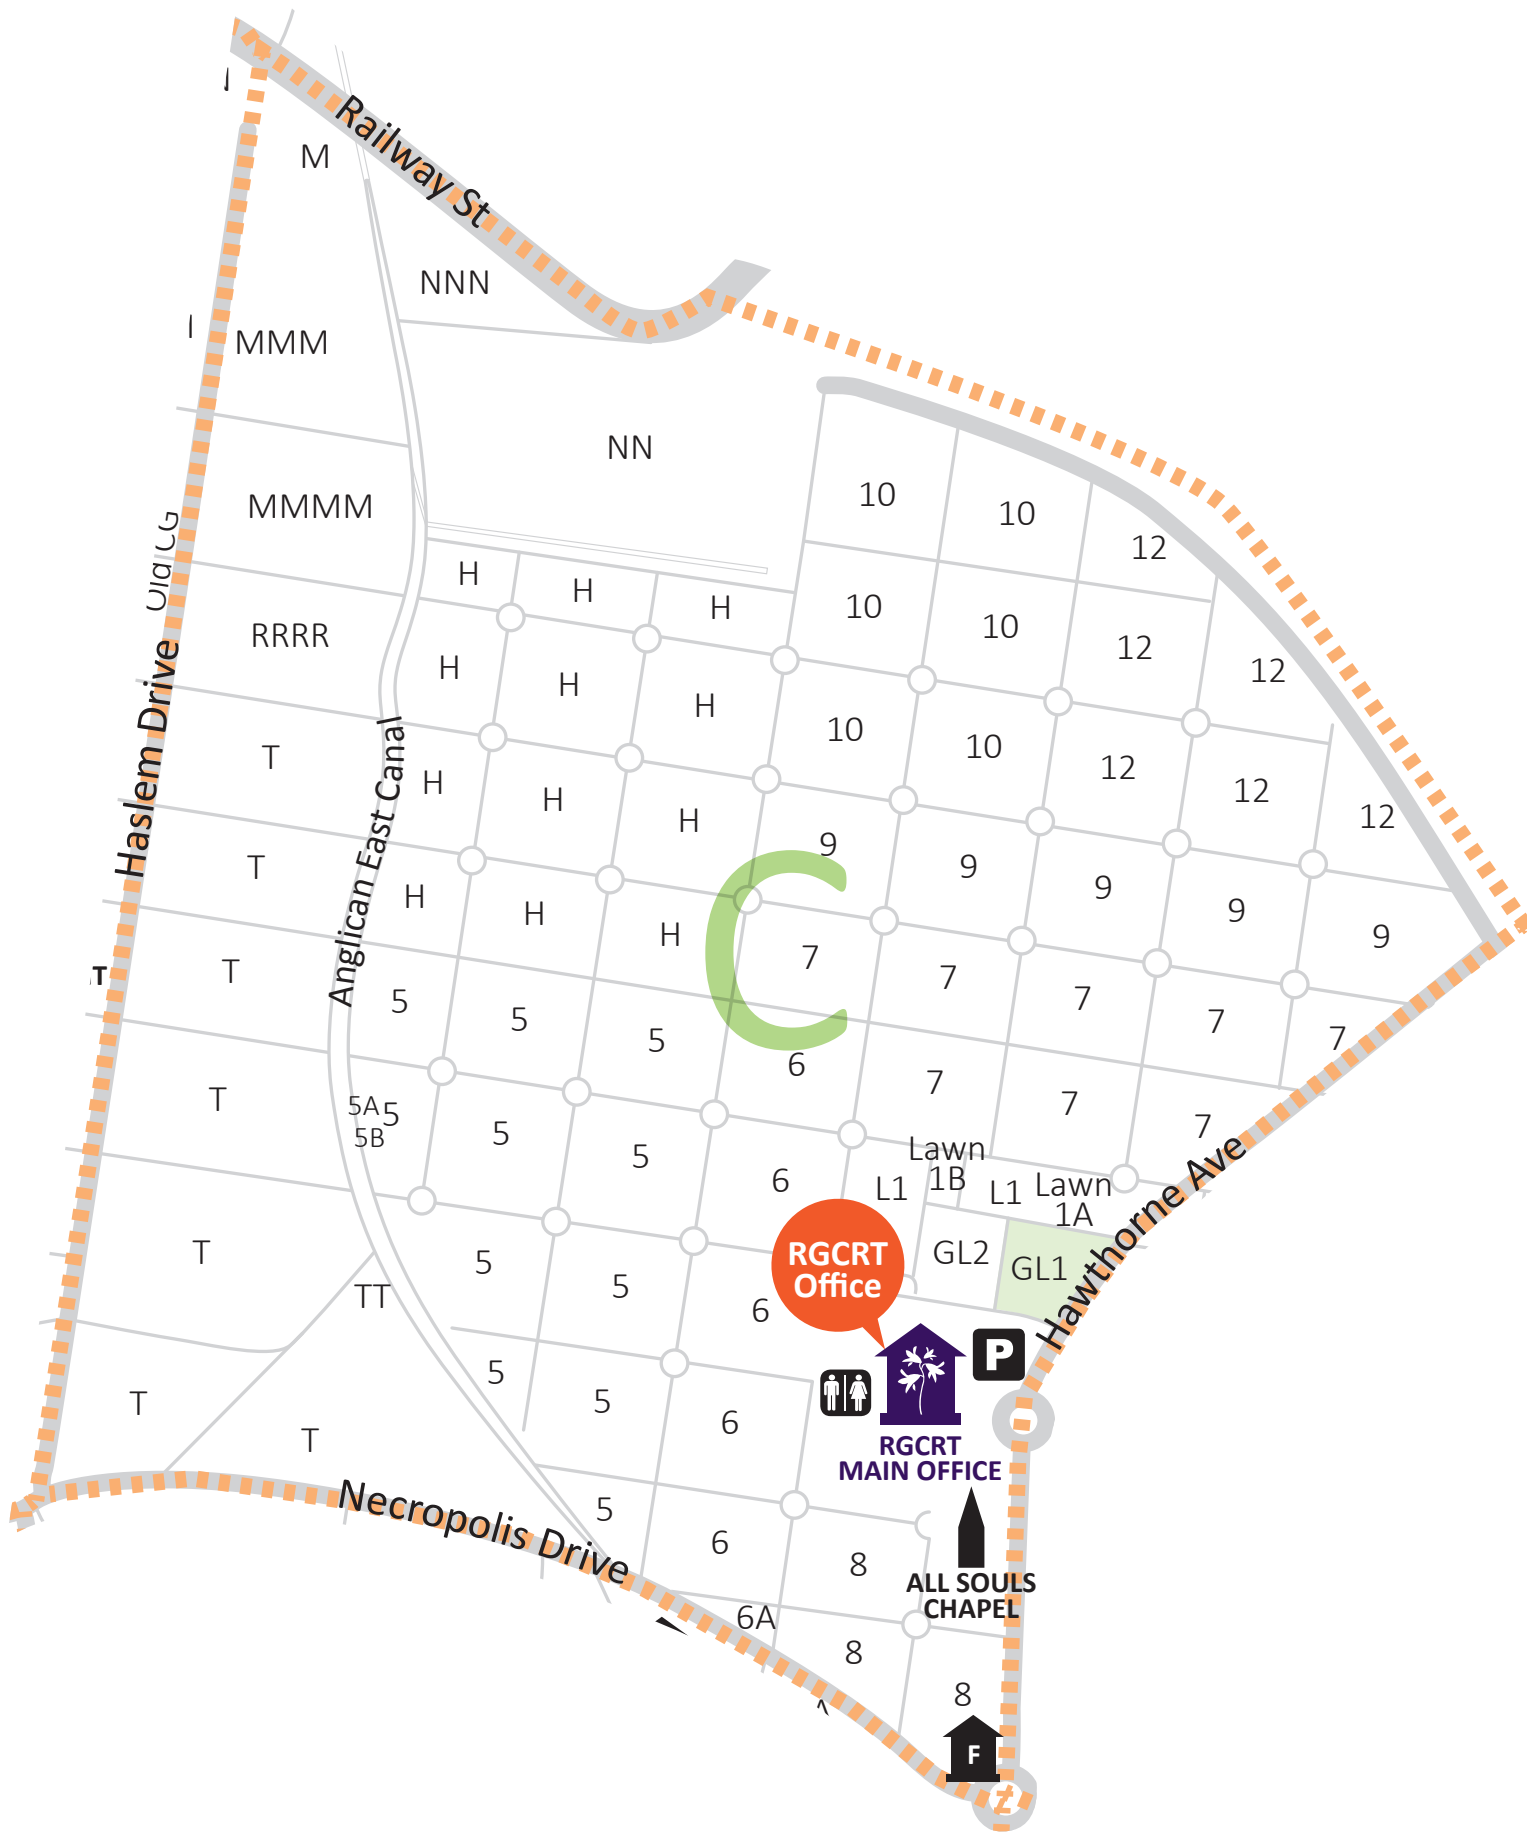 Railway St
M
NNN
MMM
NN
10
10
MMMM
12
H
H
H
10
10
RRRR
12
12
H
H
H
10
10
T
12
12
12
H
H
H
9
9
9
9
9
T
H
H
H
7
7
7
7
7
T
5
5
5
6
7
7
7
T
5A
5
5B
5
5
6
L1
Lawn
1B
L1
Lawn
1A
GL2
GL1
RGCRT
Office
T
TT
5
5
6
T
T
5
5
6
P
RGCRT
MAIN OFFICE
5
6
8
ALL SOULS
CHAPEL
6A
8
8
F
C
Haslem Drive
Anglican East Canal
Hawthorne Ave
Necropolis Drive
T